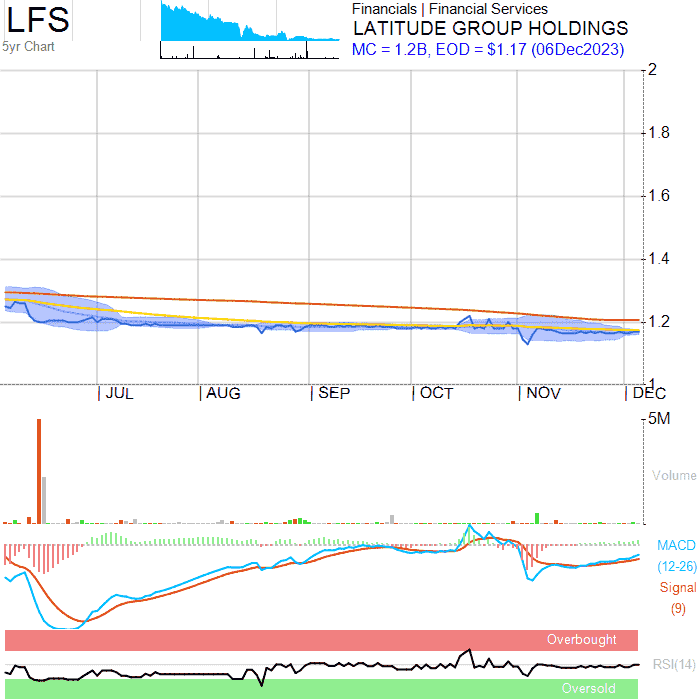 LFS
5yr Chart
Financials | Financial Services
LATITUDE GROUP HOLDINGS
MC = 1.2B, EOD = $1.17 (06Dec2023)
2
1.8
1.6
1.4
1.2
1
JUL AUG SEP OCT NOV DEC
5M
Volume
MACD
(12-26)
Signal
(9)
Overbought
RSI(14)
Oversold